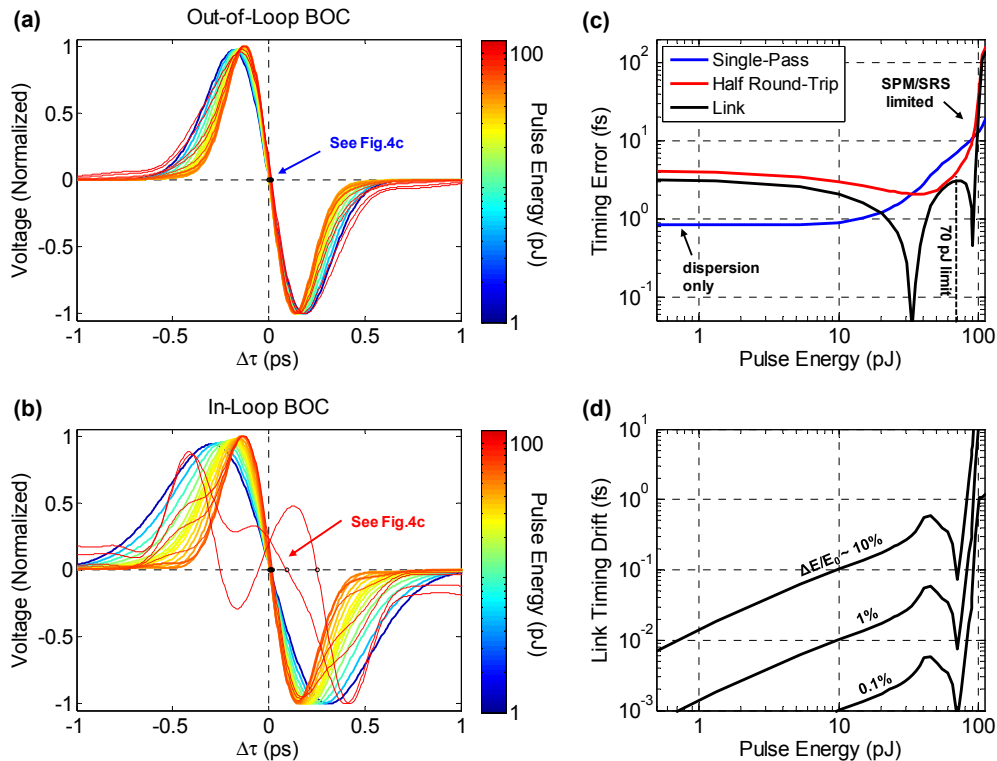 (a)
Out-of-Loop BOC
Voltage (Normalized)
1
0.5
0
-0.5
-1
See Fig.4c
-1
-0.5
0
0.5
1
Δτ (ps)
100
1
Pulse Energy (pJ)
(b)
In-Loop BOC
Voltage (Normalized)
1
0.5
0
-0.5
-1
See Fig.4c
-1
-0.5
0
0.5
1
Δτ (ps)
100
1
Pulse Energy (pJ)
(c)
Timing Error (fs)
10²
10¹
10⁰
10⁻¹
Single-Pass
Half Round-Trip
Link
SPM/SRS
limited
dispersion
only
70 pJ limit
1
10
100
Pulse Energy (pJ)
(d)
Link Timing Drift (fs)
10¹
10⁰
10⁻¹
10⁻²
10⁻³
ΔE/E₀ ~ 10%
1%
0.1%
1
10
100
Pulse Energy (pJ)